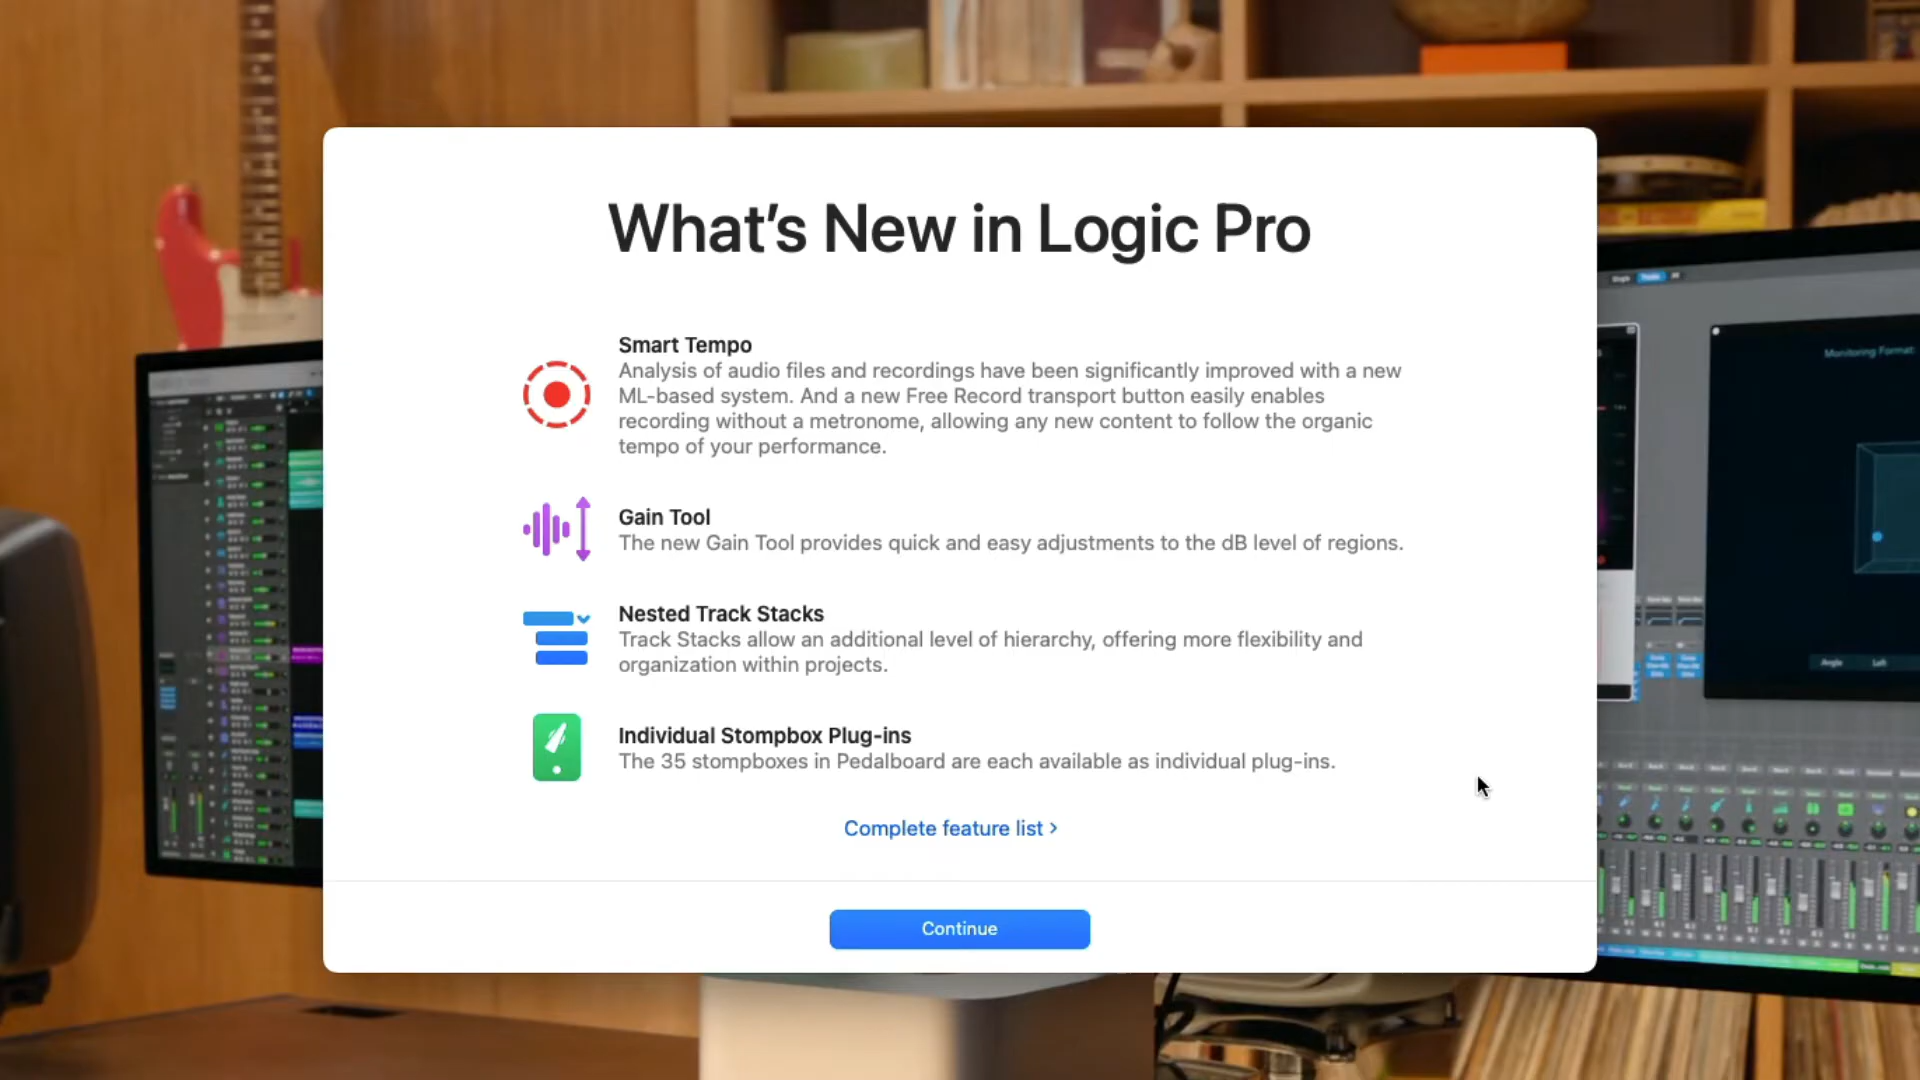 What's New in Logic Pro
Smart Tempo
Analysis of audio files and recordings have been significantly improved with a new
ML-based system. And a new Free Record transport button easily enables
recording without a metronome, allowing any new content to follow the organic
tempo of your performance.
Gain Tool
The new Gain Tool provides quick and easy adjustments to the dB level of regions.
Nested Track Stacks
Track Stacks allow an additional level of hierarchy, offering more flexibility and
organization within projects.
Individual Stompbox Plug-ins
The 35 stompboxes in Pedalboard are each available as individual plug-ins.
Complete feature list >
Continue
Monitoring Format:
Angle
Left